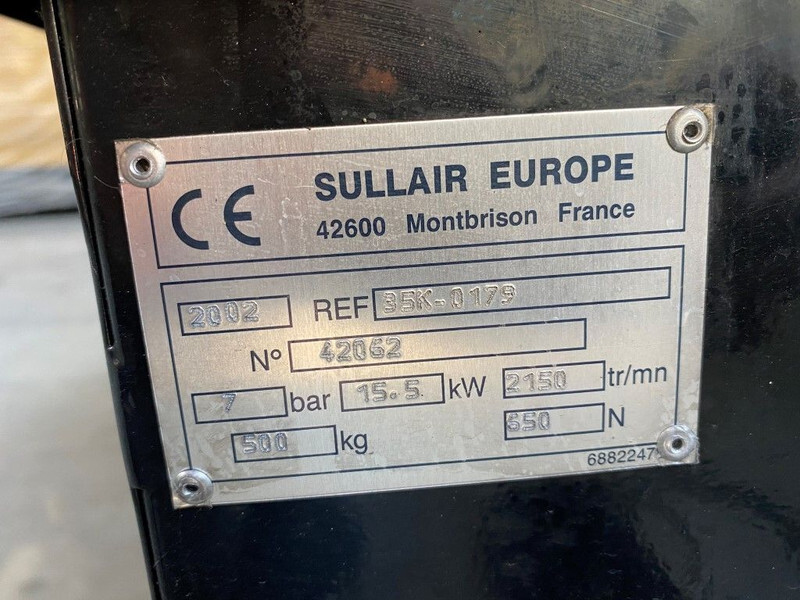 CE SULLAIR EUROPE
42600 Montbrison France
2002 REF 35K-0179
N° 42062
7 bar 15.5 kW 2150 tr/mn
500 kg 650 N